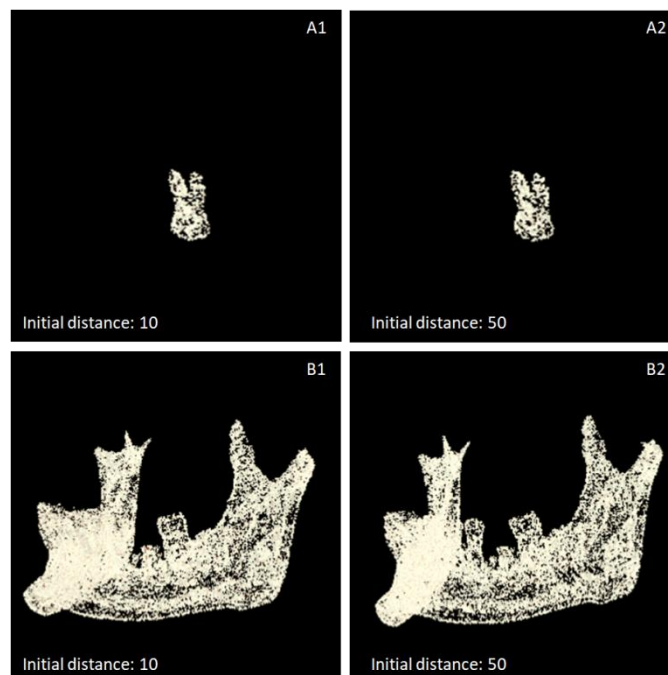 A1
Initial distance: 10
A2
Initial distance: 50
B1
Initial distance: 10
B2
Initial distance: 50